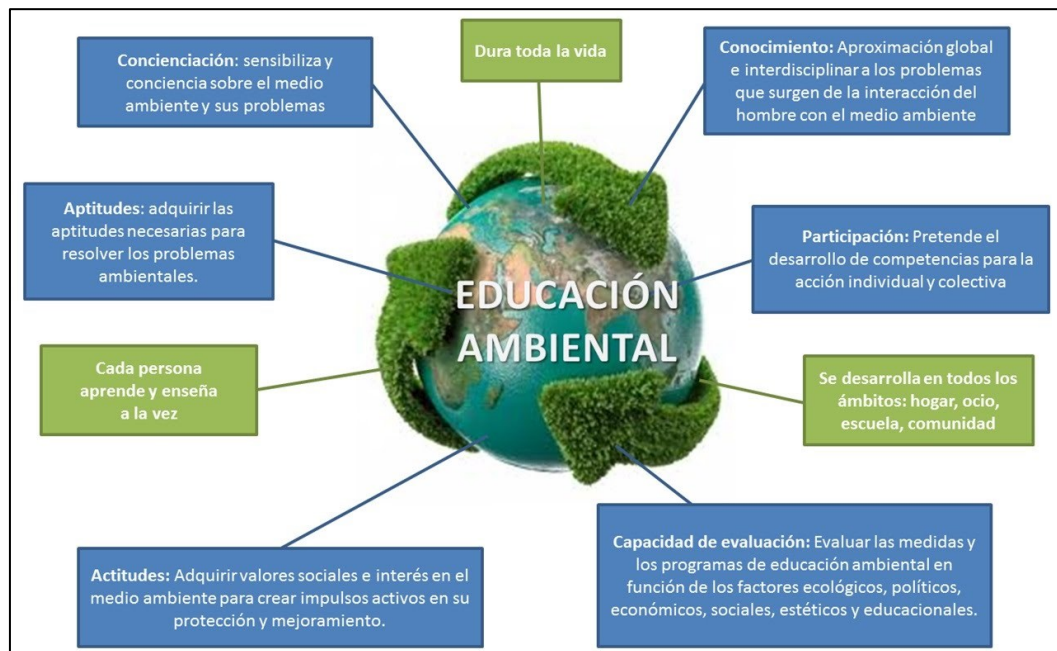 Concienciación: sensibiliza y
conciencia sobre el medio
ambiente y sus problemas
Dura toda la vida
Conocimiento: Aproximación global
e interdisciplinar a los problemas
que surgen de la interacción del
hombre con el medio ambiente
Aptitudes: adquirir las
aptitudes necesarias para
resolver los problemas
ambientales.
Participación: Pretende el
desarrollo de competencias para la
acción individual y colectiva
EDUCACIÓN
AMBIENTAL
Cada persona
aprende y enseña
a la vez
Se desarrolla en todos los
ámbitos: hogar, ocio,
escuela, comunidad
Actitudes: Adquirir valores sociales e interés en el
medio ambiente para crear impulsos activos en su
protección y mejoramiento.
Capacidad de evaluación: Evaluar las medidas y
los programas de educación ambiental en
función de los factores ecológicos, políticos,
económicos, sociales, estéticos y educacionales.